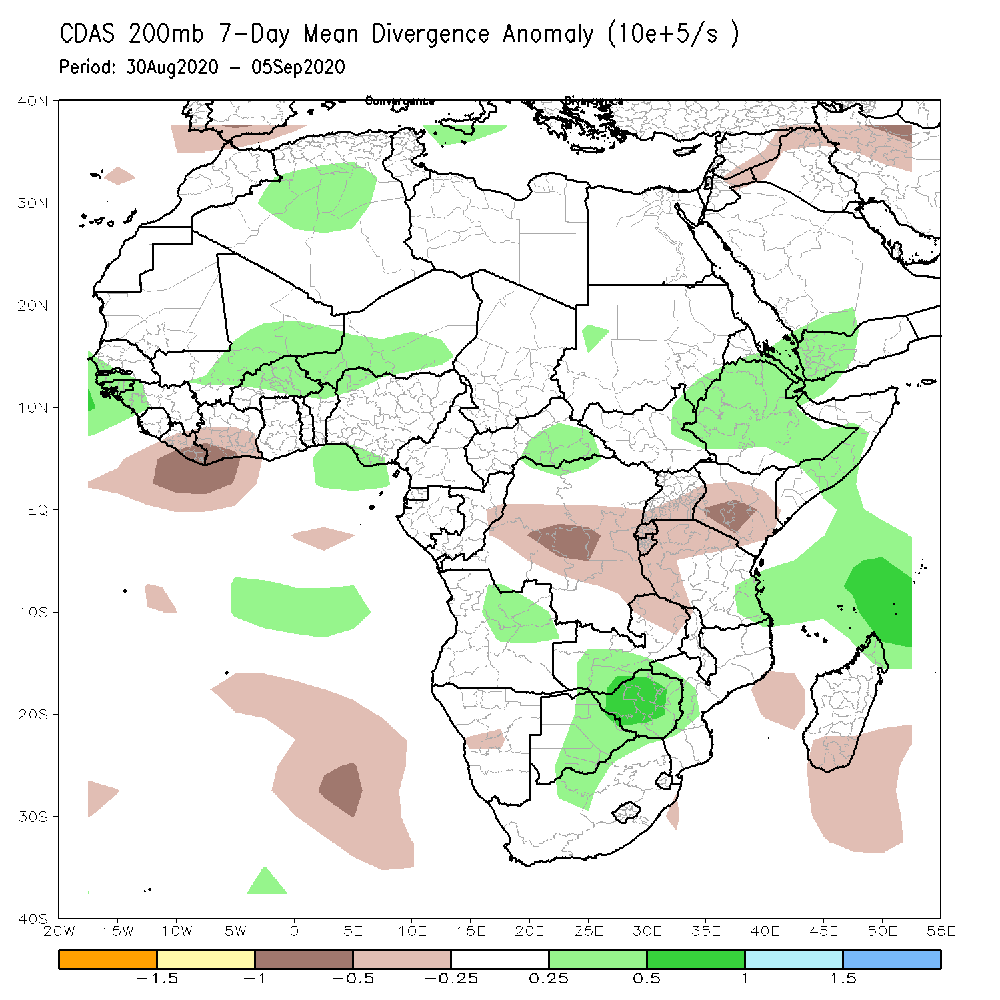 CDAS 200mb 7-Day Mean Divergence Anomaly (10e+5/s )
Period: 30Aug2020 - 05Sep2020
Convergence Divergence
40N
30N
20N
10N
EQ
10S
20S
30S
40S
20W 15W 10W 5W 0 5E 10E 15E 20E 25E 30E 35E 40E 45E 50E 55E
-1.5 -1 -0.5 -0.25 0.25 0.5 1 1.5